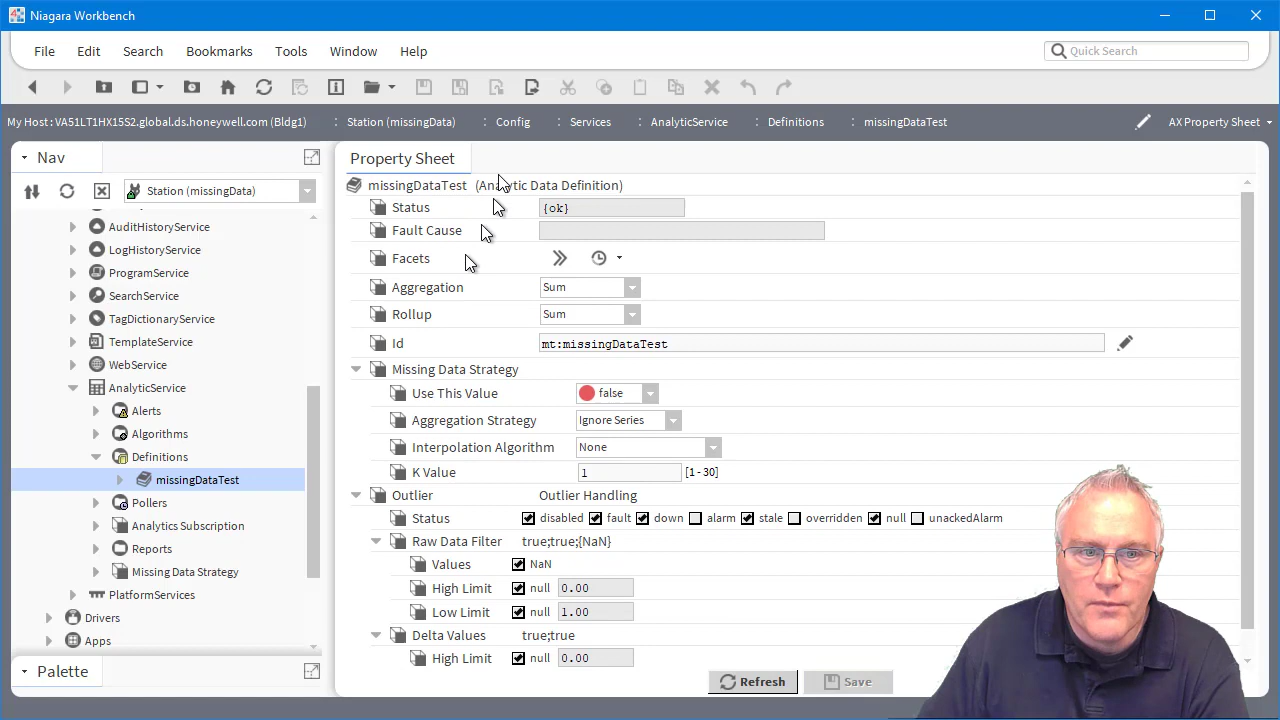 Niagara Workbench
File Edit Search Bookmarks Tools Window Help
Quick Search
My Host : VA51LT1HX15S2.global.ds.honeywell.com (Bldg1) : Station (missingData) : Config : Services : AnalyticService : Definitions : missingDataTest AX Property Sheet
Nav
Station (missingData)
AuditHistoryService
LogHistoryService
ProgramService
SearchService
TagDictionaryService
TemplateService
WebService
AnalyticService
Alerts
Algorithms
Definitions
missingDataTest
Pollers
Analytics Subscription
Reports
Missing Data Strategy
PlatformServices
Drivers
Apps
Palette
Property Sheet
missingDataTest (Analytic Data Definition)
Status {ok}
Fault Cause
Facets
Aggregation Sum
Rollup Sum
Id mt:missingDataTest
Missing Data Strategy
Use This Value false
Aggregation Strategy Ignore Series
Interpolation Algorithm None
K Value 1 [1-30]
Outlier Outlier Handling
Status disabled fault down alarm stale overridden null unackedAlarm
Raw Data Filter true;true;{NaN}
Values NaN
High Limit null 0.00
Low Limit null 1.00
Delta Values true;true
High Limit null 0.00
Refresh Save